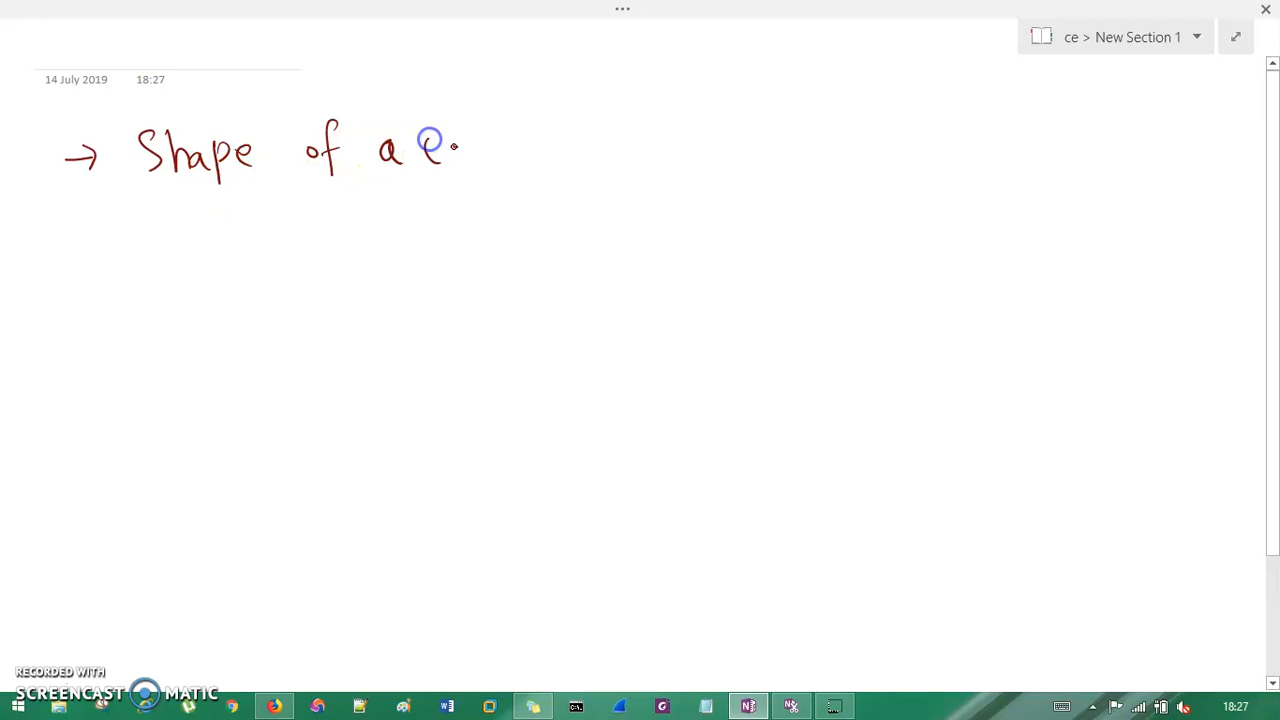 ce > New Section 1
14 July 2019 18:27
→ Shape of a c
RECORDED WITH
SCREENCAST MATIC
18:27